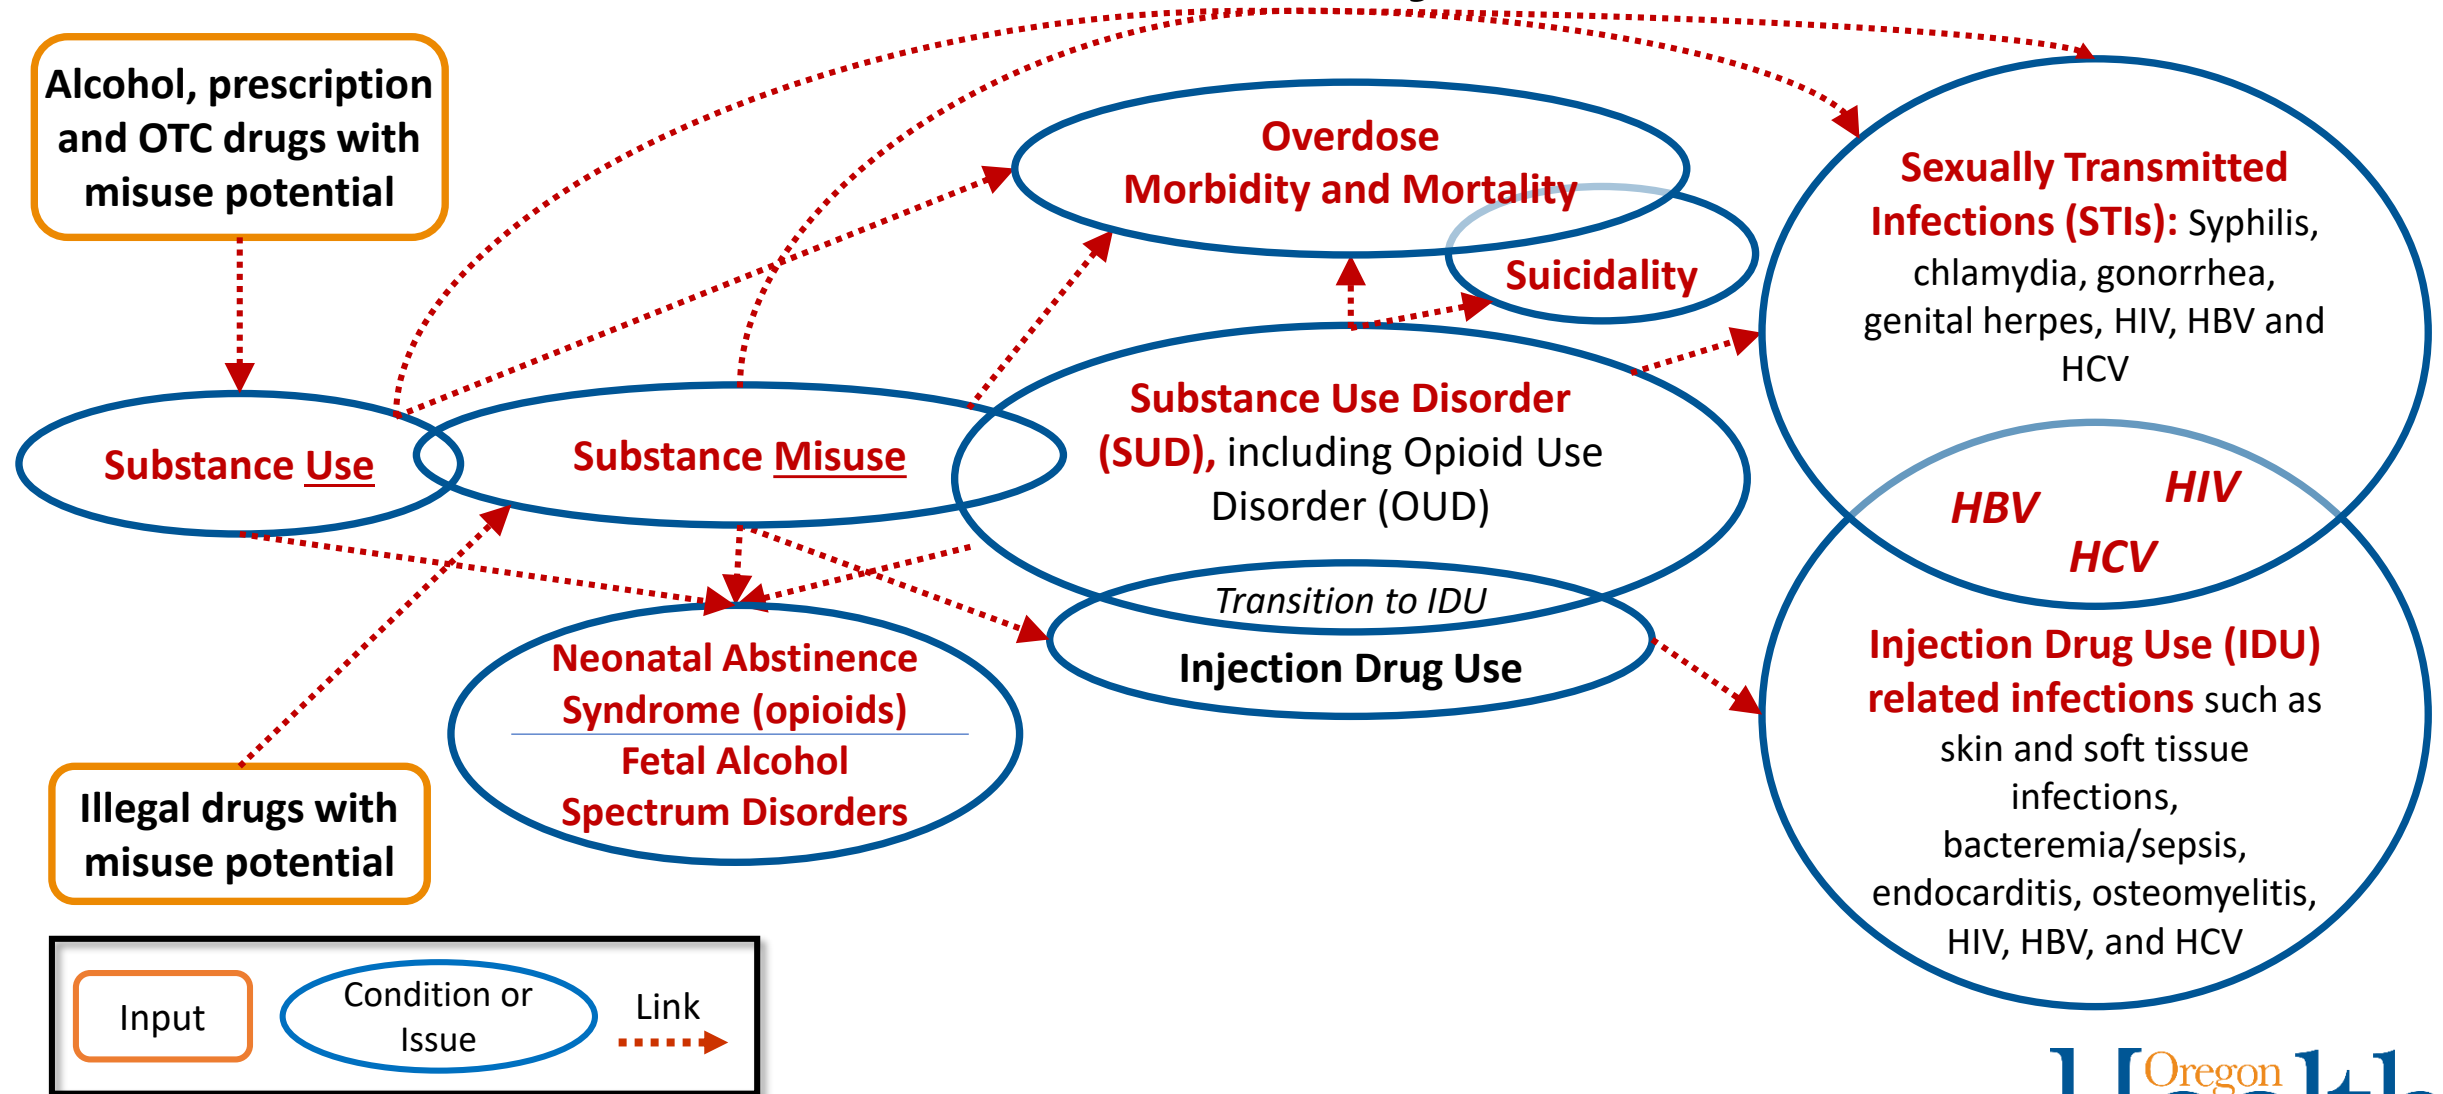 Alcohol, prescription
and OTC drugs with
misuse potential
Overdose
Morbidity and Mortality
Suicidality
Sexually Transmitted
Infections (STIs): Syphilis,
chlamydia, gonorrhea,
genital herpes, HIV, HBV and
HCV
Substance Use
Substance Misuse
Substance Use Disorder
(SUD), including Opioid Use
Disorder (OUD)
HBV
HIV
HCV
Transition to IDU
Injection Drug Use
Neonatal Abstinence
Syndrome (opioids)
Fetal Alcohol
Spectrum Disorders
Injection Drug Use (IDU)
related infections such as
skin and soft tissue
infections,
bacteremia/sepsis,
endocarditis, osteomyelitis,
HIV, HBV, and HCV
Illegal drugs with
misuse potential
Input
Condition or
Issue
Link
Oregon